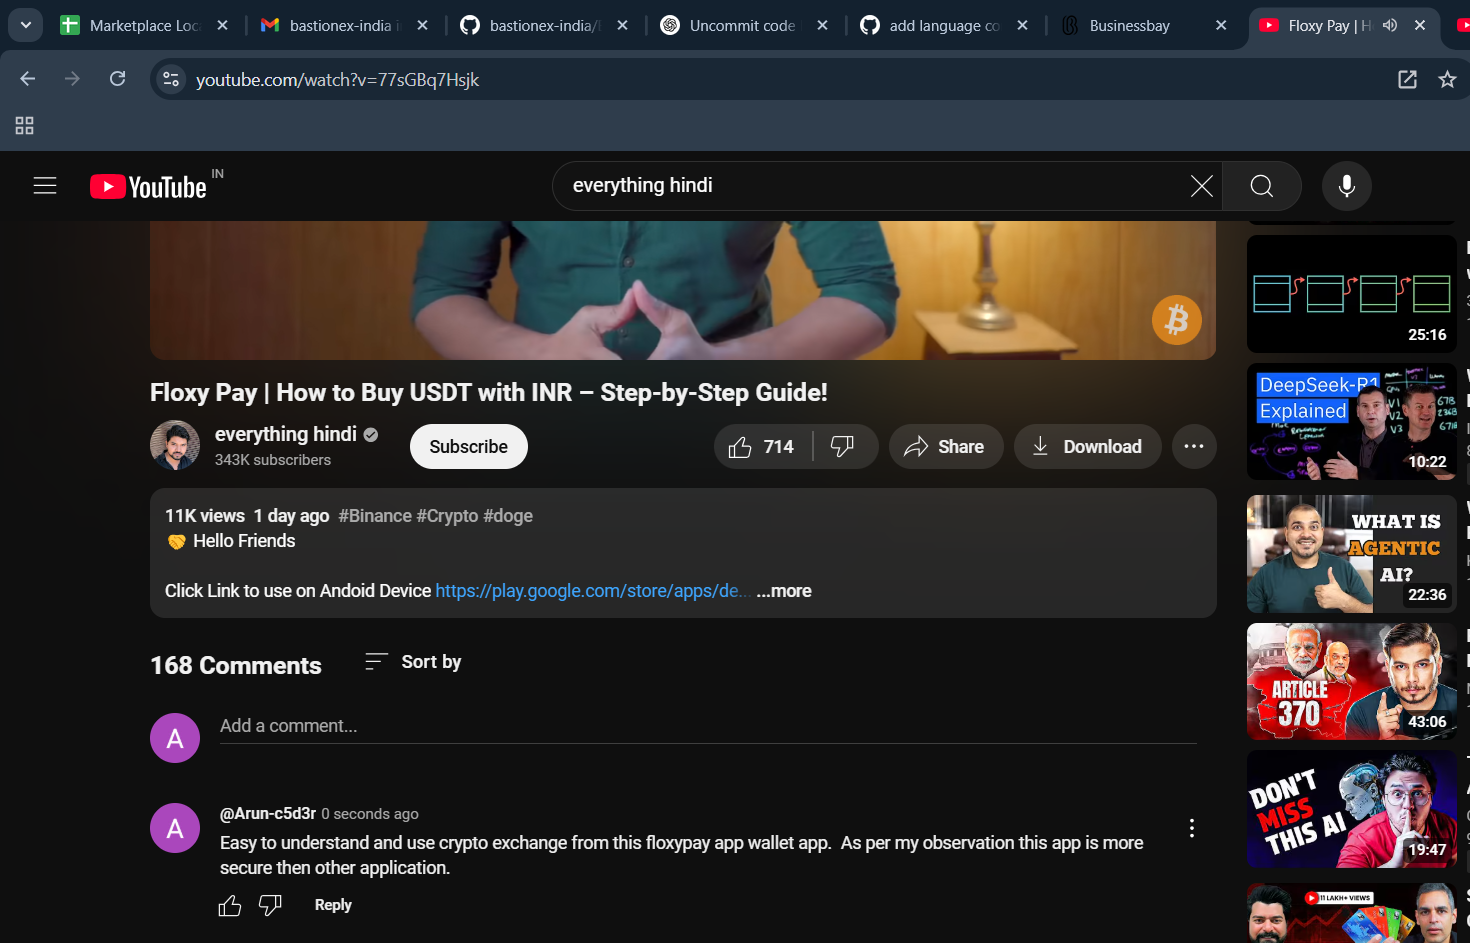 Marketplace Loc
bastionex-india i
bastionex-india/
Uncommit code
add language co
Businessbay
Floxy Pay | H
youtube.com/watch?v=77sGBq7Hsjk
YouTube IN
everything hindi
Floxy Pay | How to Buy USDT with INR – Step-by-Step Guide!
everything hindi
343K subscribers
Subscribe
714
Share
Download
11K views 1 day ago #Binance #Crypto #doge
Hello Friends
Click Link to use on Andoid Device https://play.google.com/store/apps/de... ...more
168 Comments
Sort by
A
Add a comment...
A
@Arun-c5d3r 0 seconds ago
Easy to understand and use crypto exchange from this floxypay app wallet app. As per my observation this app is more
secure then other application.
Reply
25:16
DeepSeek-R1
Explained
10:22
WHAT IS
AGENTIC
AI?
22:36
ARTICLE
370
43:06
DON'T
MISS
THIS AI
19:47
11 LAKH+ VIEWS